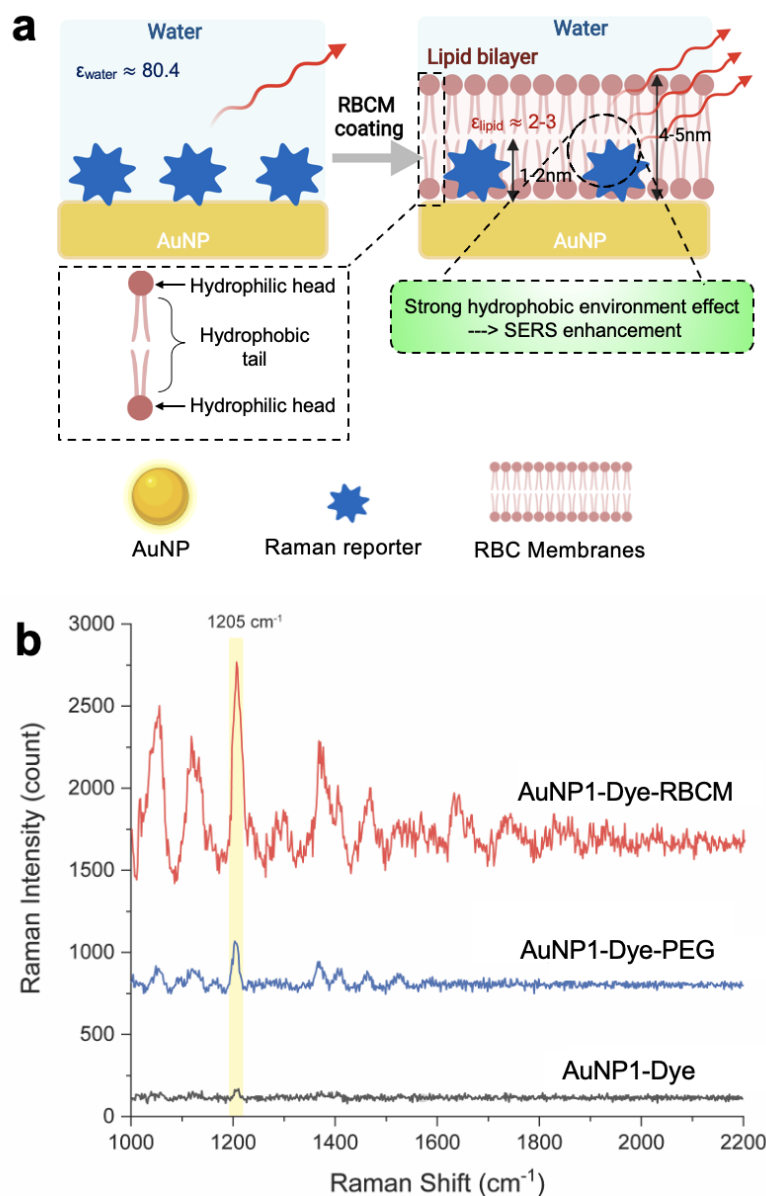 a
Water
εwater ≈ 80.4
AuNP
RBCM
coating
Water
Lipid bilayer
εlipid ≈ 2-3
4-5nm
1-2nm
AuNP
Hydrophilic head
Hydrophobic
tail
Hydrophilic head
Strong hydrophobic environment effect
---> SERS enhancement
AuNP
Raman reporter
RBC Membranes
b
1205 cm⁻¹
3000
2500
2000
1500
1000
500
0
Raman Intensity (count)
AuNP1-Dye-RBCM
AuNP1-Dye-PEG
AuNP1-Dye
1000 1200 1400 1600 1800 2000 2200
Raman Shift (cm⁻¹)